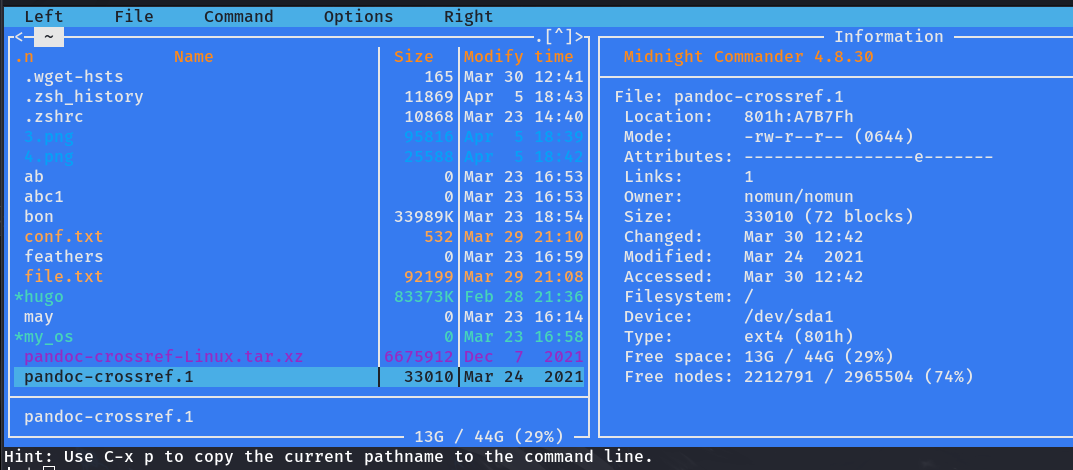 Left File Command Options Right
<- ~ .[^]> Information
.n Name Size Modify time Midnight Commander 4.8.30
.wget-hsts 165 Mar 30 12:41
.zsh_history 11869 Apr 5 18:43 File: pandoc-crossref.1
.zshrc 10868 Mar 23 14:40 Location: 801h:A7B7Fh
3.png 95816 Apr 5 18:39 Mode: -rw-r--r-- (0644)
4.png 25588 Apr 5 18:42 Attributes: -----------------e-------
ab 0 Mar 23 16:53 Links: 1
abc1 0 Mar 23 16:53 Owner: nomun/nomun
bon 33989K Mar 23 18:54 Size: 33010 (72 blocks)
conf.txt 532 Mar 29 21:10 Changed: Mar 30 12:42
feathers 0 Mar 23 16:59 Modified: Mar 24 2021
file.txt 92199 Mar 29 21:08 Accessed: Mar 30 12:42
*hugo 83373K Feb 28 21:36 Filesystem: /
may 0 Mar 23 16:14 Device: /dev/sda1
*my_os 0 Mar 23 16:58 Type: ext4 (801h)
pandoc-crossref-Linux.tar.xz 6675912 Dec 7 2021 Free space: 13G / 44G (29%)
pandoc-crossref.1 33010 Mar 24 2021 Free nodes: 2212791 / 2965504 (74%)
pandoc-crossref.1
13G / 44G (29%)
Hint: Use C-x p to copy the current pathname to the command line.